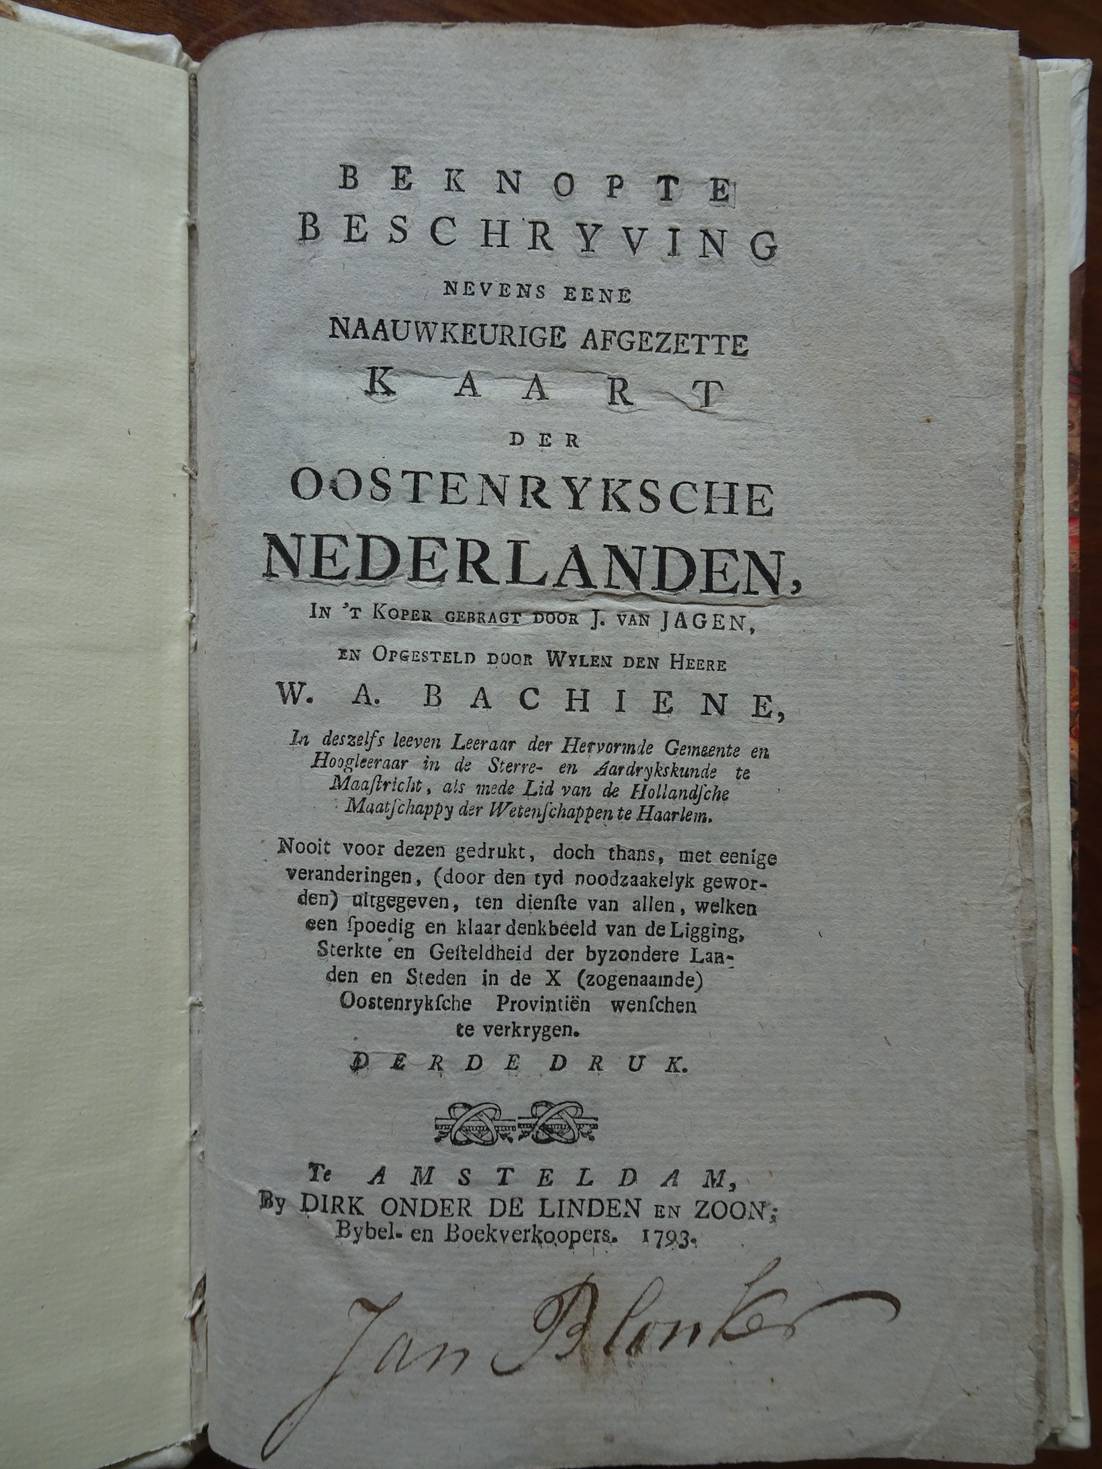 BEKNOPTE
BESCHRYVING
NEVENS EENE
NAAUWKEURIGE AFGEZETTE
KAART
DER
OOSTENRYKSCHE
NEDERLANDEN,
IN 'T KOPER GEBRAGT DOOR J. VAN JAGEN,
EN OPGESTELD DOOR WYLEN DEN HEERE
W. A. BACHIENE,
In deszelfs leeven Leeraar der Hervormde Gemeente en
Hoogleeraar in de Sterre- en Aardrykskunde te
Maaſtricht, als mede Lid van de Hollandſche
Maatſchappy der Wetenſchappen te Haarlem.
Nooit voor dezen gedrukt, doch thans, met eenige
veranderingen, (door den tyd noodzaakelyk gewor-
den) uitgegeven, ten dienſte van allen, welken
een ſpoedig en klaar denkbeeld van de Ligging,
Sterkte en Geſteldheid der byzondere Lan-
den en Steden in de X (zogenaamde)
Oostenrykſche Provintiën wenſchen
te verkrygen.
DERDE DRUK.
Te AMSTELDAM,
By DIRK ONDER DE LINDEN EN ZOON;
Bybel- en Boekverkoopers. 1793.
Jan Blonker